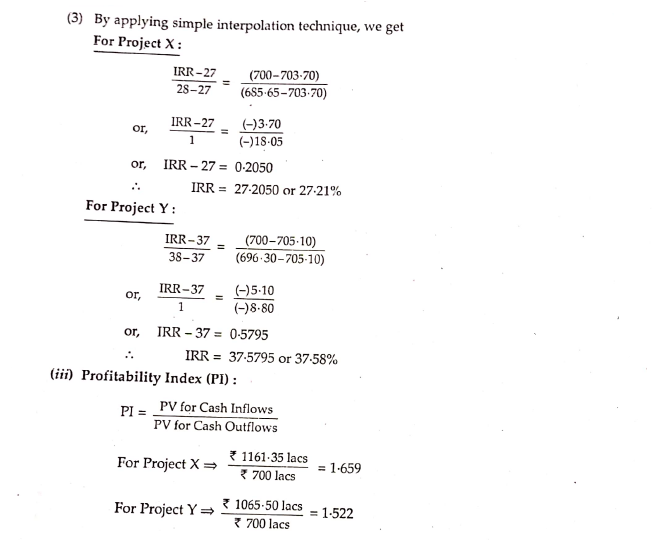 (3) By applying simple interpolation technique, we get
For Project X :
IRR–27 / 28–27 = (700–703·70) / (685·65–703·70)
or, IRR–27 / 1 = (–)3·70 / (–)18·05
or, IRR – 27 = 0·2050
∴ IRR = 27·2050 or 27·21%
For Project Y :
IRR–37 / 38–37 = (700–705·10) / (696·30–705·10)
or, IRR–37 / 1 = (–)5·10 / (–)8·80
or, IRR – 37 = 0·5795
∴ IRR = 37·5795 or 37·58%
(iii) Profitability Index (PI) :
PI = PV for Cash Inflows / PV for Cash Outflows
For Project X ⇒ ₹ 1161·35 lacs / ₹ 700 lacs = 1·659
For Project Y ⇒ ₹ 1065·50 lacs / ₹ 700 lacs = 1·522